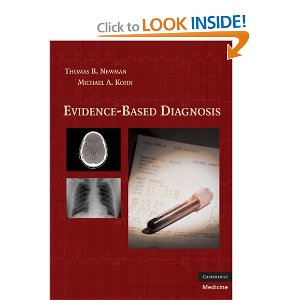 Click to LOOK INSIDE!
THOMAS B. NEWMAN
MICHAEL A. KOHN
EVIDENCE-BASED DIAGNOSIS
CAMBRIDGE
Medicine